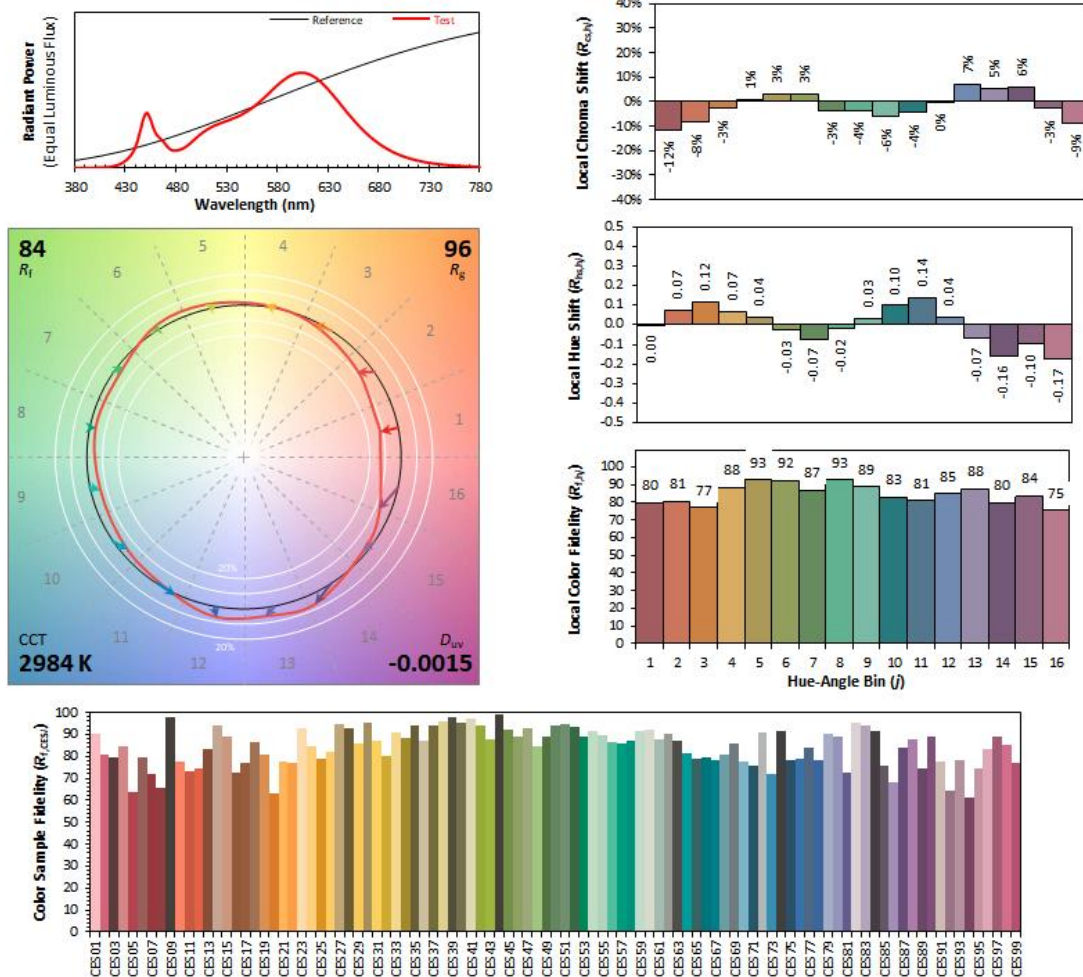 Reference Test
Radiant Power
(Equal Luminous Flux)
380 430 480 530 580 630 680 730 780
Wavelength (nm)
Local Chroma Shift (Rcs,hj)
40%
30%
20%
10%
0%
-10%
-20%
-30%
-40%
-12% -8% -3% 1% 3% 3% -3% -4% -6% -4% 0% 7% 5% 6% -3% -9%
84
Rf
96
Rg
5 4
6 3
7 2
8 1
9 16
10 15
11 14
12 13
20%
20%
CCT
2984 K
Duv
-0.0015
Local Hue Shift (Rhs,hj)
0.5
0.4
0.3
0.2
0.1
0.0
-0.1
-0.2
-0.3
-0.4
-0.5
0.00 0.07 0.12 0.07 0.04 -0.03 -0.07 -0.02 0.03 0.10 0.14 0.04 -0.07 -0.16 -0.10 -0.17
Local Color Fidelity (Rf,hj)
100
90
80
70
60
50
40
30
20
10
0
80 81 77 88 93 92 87 93 89 83 81 85 88 80 84 75
1 2 3 4 5 6 7 8 9 10 11 12 13 14 15 16
Hue-Angle Bin (j)
Color Sample Fidelity (Rf,CESi)
100
90
80
70
60
50
40
30
20
10
0
CES01 CES03 CES05 CES07 CES09 CES11 CES13 CES15 CES17 CES19 CES21 CES23 CES25 CES27 CES29 CES31 CES33 CES35 CES37 CES39 CES41 CES43 CES45 CES47 CES49 CES51 CES53 CES55 CES57 CES59 CES61 CES63 CES65 CES67 CES69 CES71 CES73 CES75 CES77 CES79 CES81 CES83 CES85 CES87 CES89 CES91 CES93 CES95 CES97 CES99